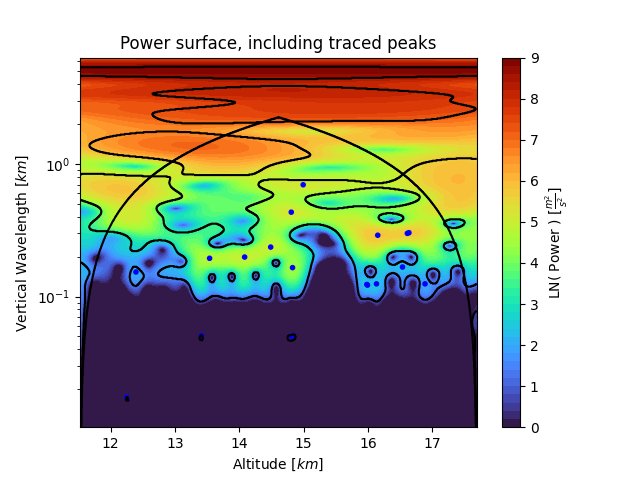 Power surface, including traced peaks
Vertical Wavelength [km]
10⁰
10⁻¹
12 13 14 15 16 17
Altitude [km]
9
8
7
6
5
4
3
2
1
0
LN( Power ) [m²/s²]